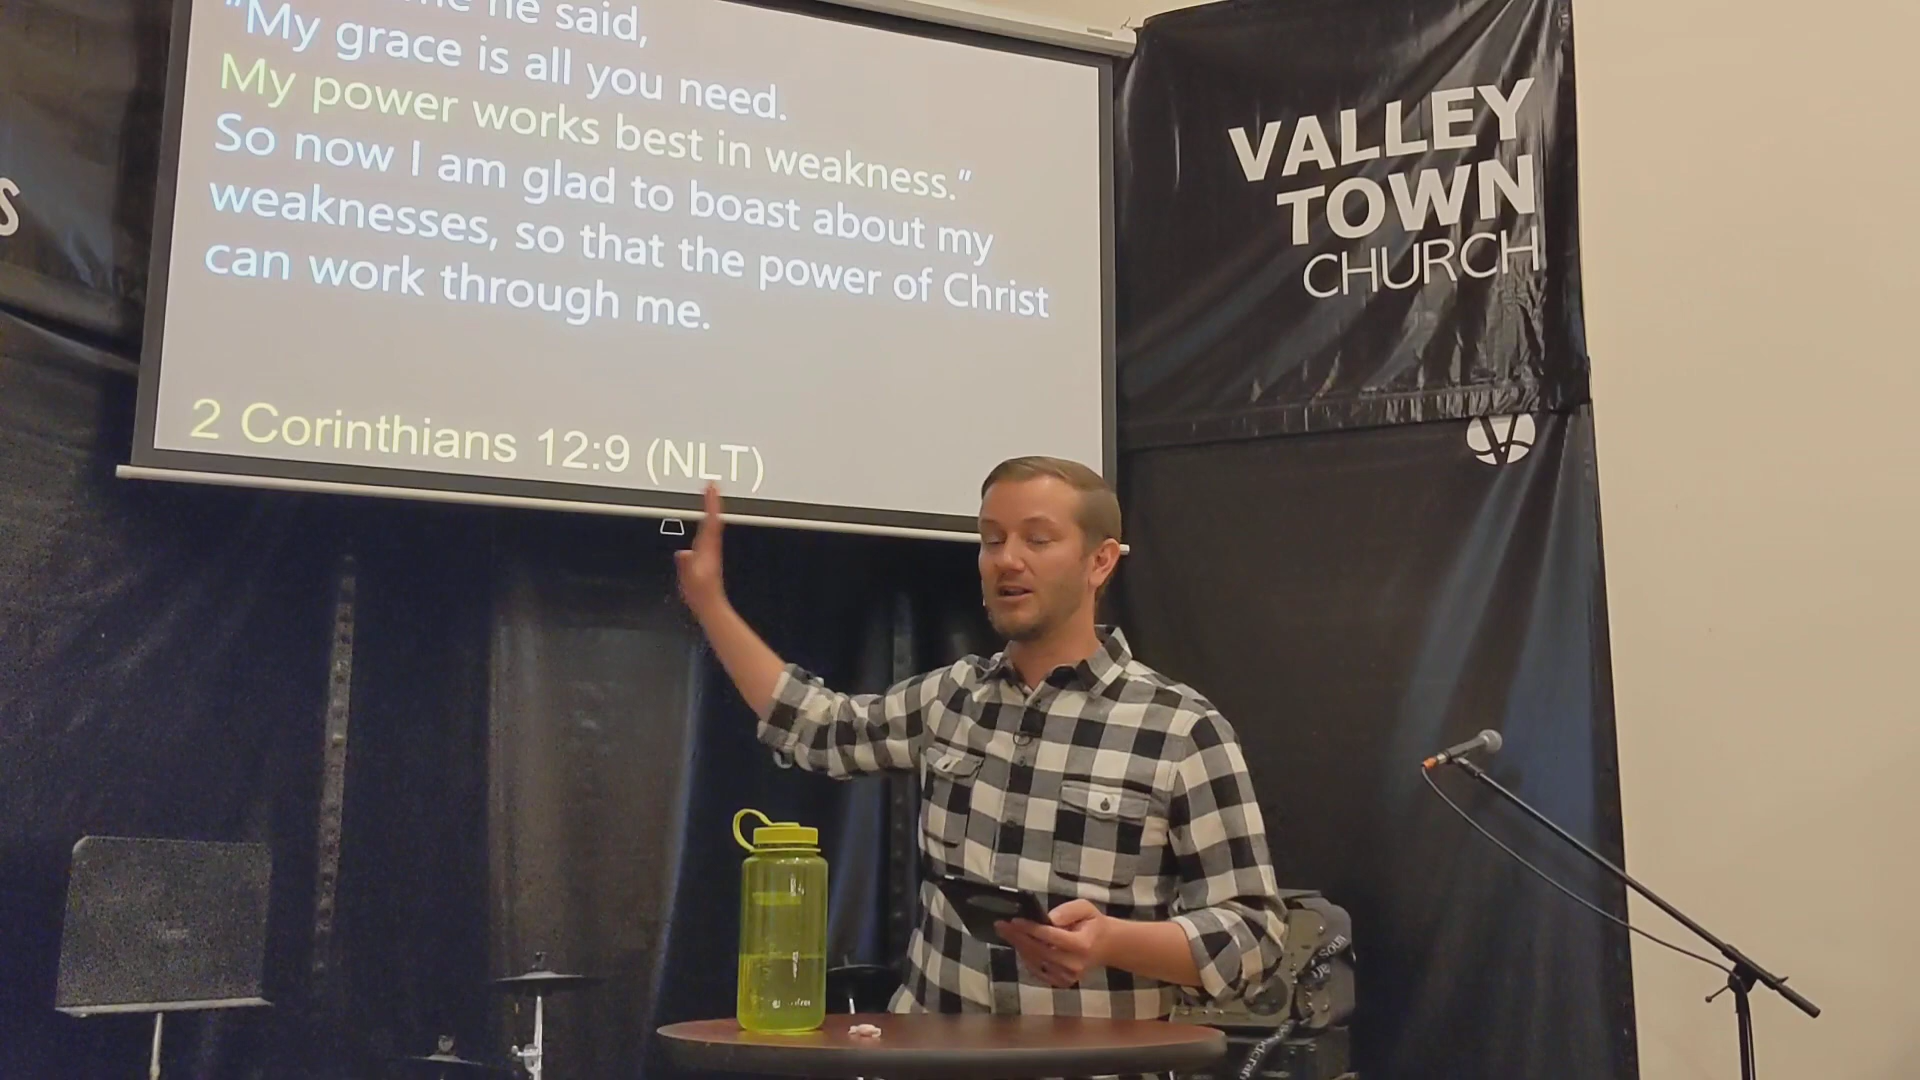 he said,
"My grace is all you need.
My power works best in weakness."
So now I am glad to boast about my
weaknesses, so that the power of Christ
can work through me.
2 Corinthians 12:9 (NLT)
VALLEY
TOWN
CHURCH
S